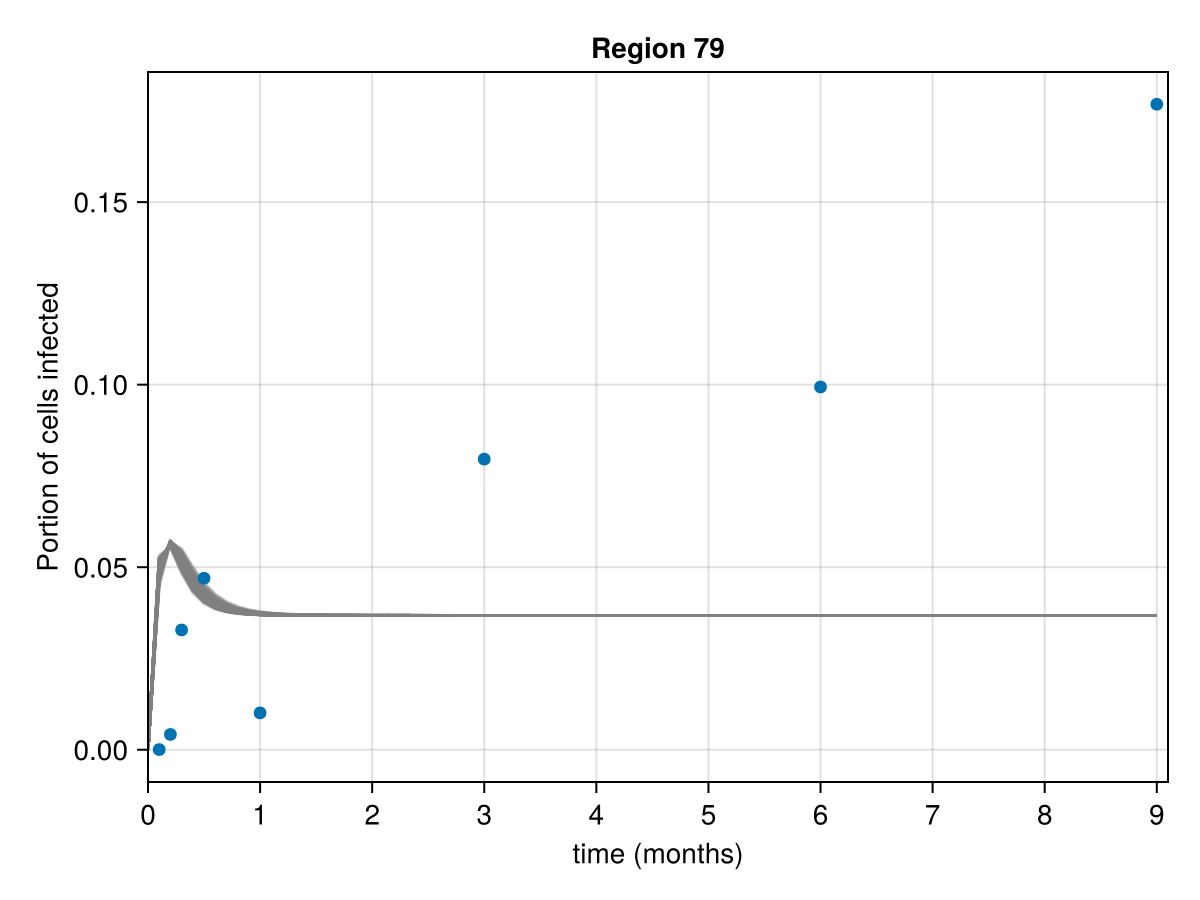 Region 79
Portion of cells infected
0.15
0.10
0.05
0.00
0 1 2 3 4 5 6 7 8 9
time (months)